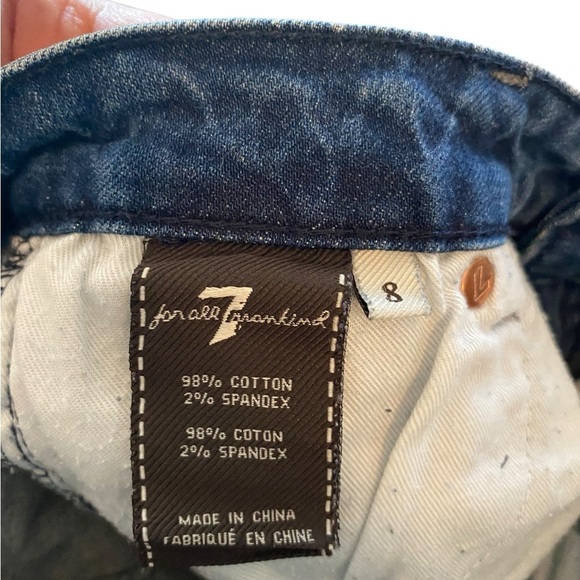 7
for all mankind
8
98% COTTON
2% SPANDEX
98% COTON
2% SPANDEX
MADE IN CHINA
FABRIQUÉ EN CHINE